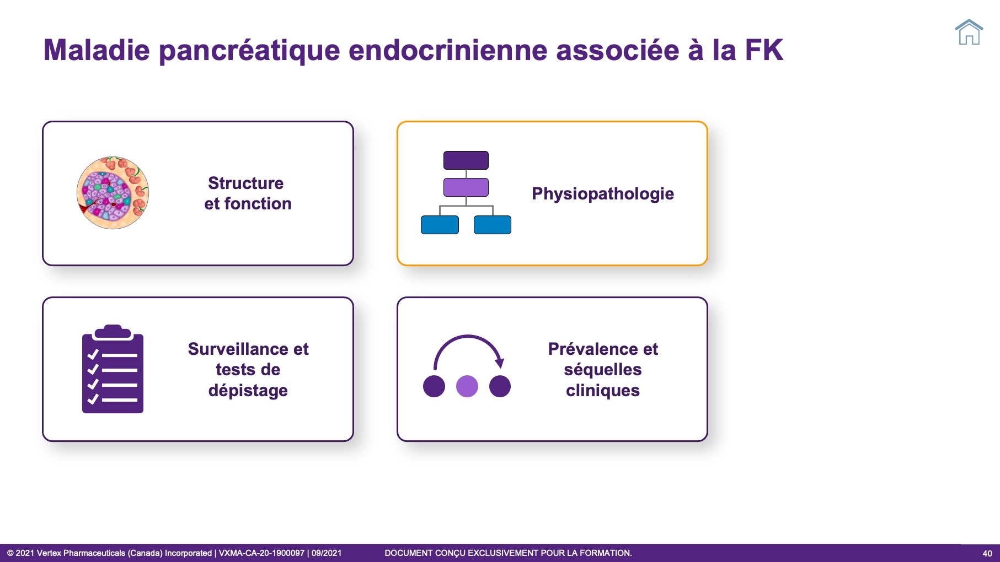 Maladie pancréatique endocrinienne associée à la FK
Structure
et fonction
Physiopathologie
Surveillance et
tests de
dépistage
Prévalence et
séquelles
cliniques
© 2021 Vertex Pharmaceuticals (Canada) Incorporated | VXMA-CA-20-1900097 | 09/2021
DOCUMENT CONÇU EXCLUSIVEMENT POUR LA FORMATION.
40